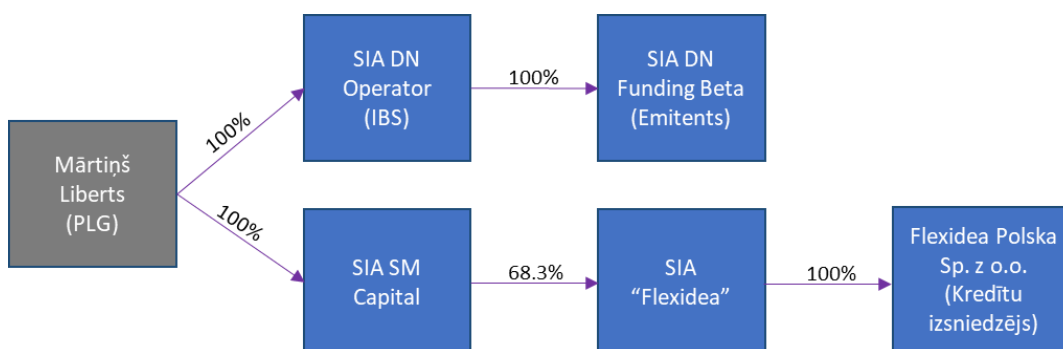 Mārtiņš
Liberts
(PLG)
100%
SIA DN
Operator
(IBS)
100%
SIA DN
Funding Beta
(Emitents)
100%
SIA SM
Capital
68.3%
SIA
“Flexidea”
100%
Flexidea Polska
Sp. z o.o.
(Kredītu
izsniedzējs)